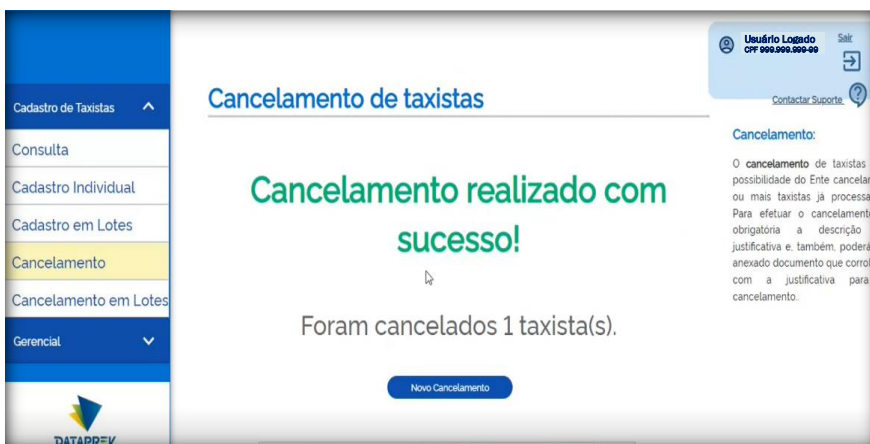 Cadastro de Taxistas
Consulta
Cadastro Individual
Cadastro em Lotes
Cancelamento
Cancelamento em Lotes
Gerencial
DATAPREV
Cancelamento de taxistas
Cancelamento realizado com
sucesso!
Foram cancelados 1 taxista(s).
Novo Cancelamento
Usuário Logado
CPF 999.999.999-99
Sair
Contactar Suporte
Cancelamento:
O cancelamento de taxistas
possibilidade do Ente cancelar
ou mais taxistas já processa
Para efetuar o cancelament
obrigatória a descrição
justificativa e, também, poderá
anexado documento que corrol
com a justificativa para
cancelamento..